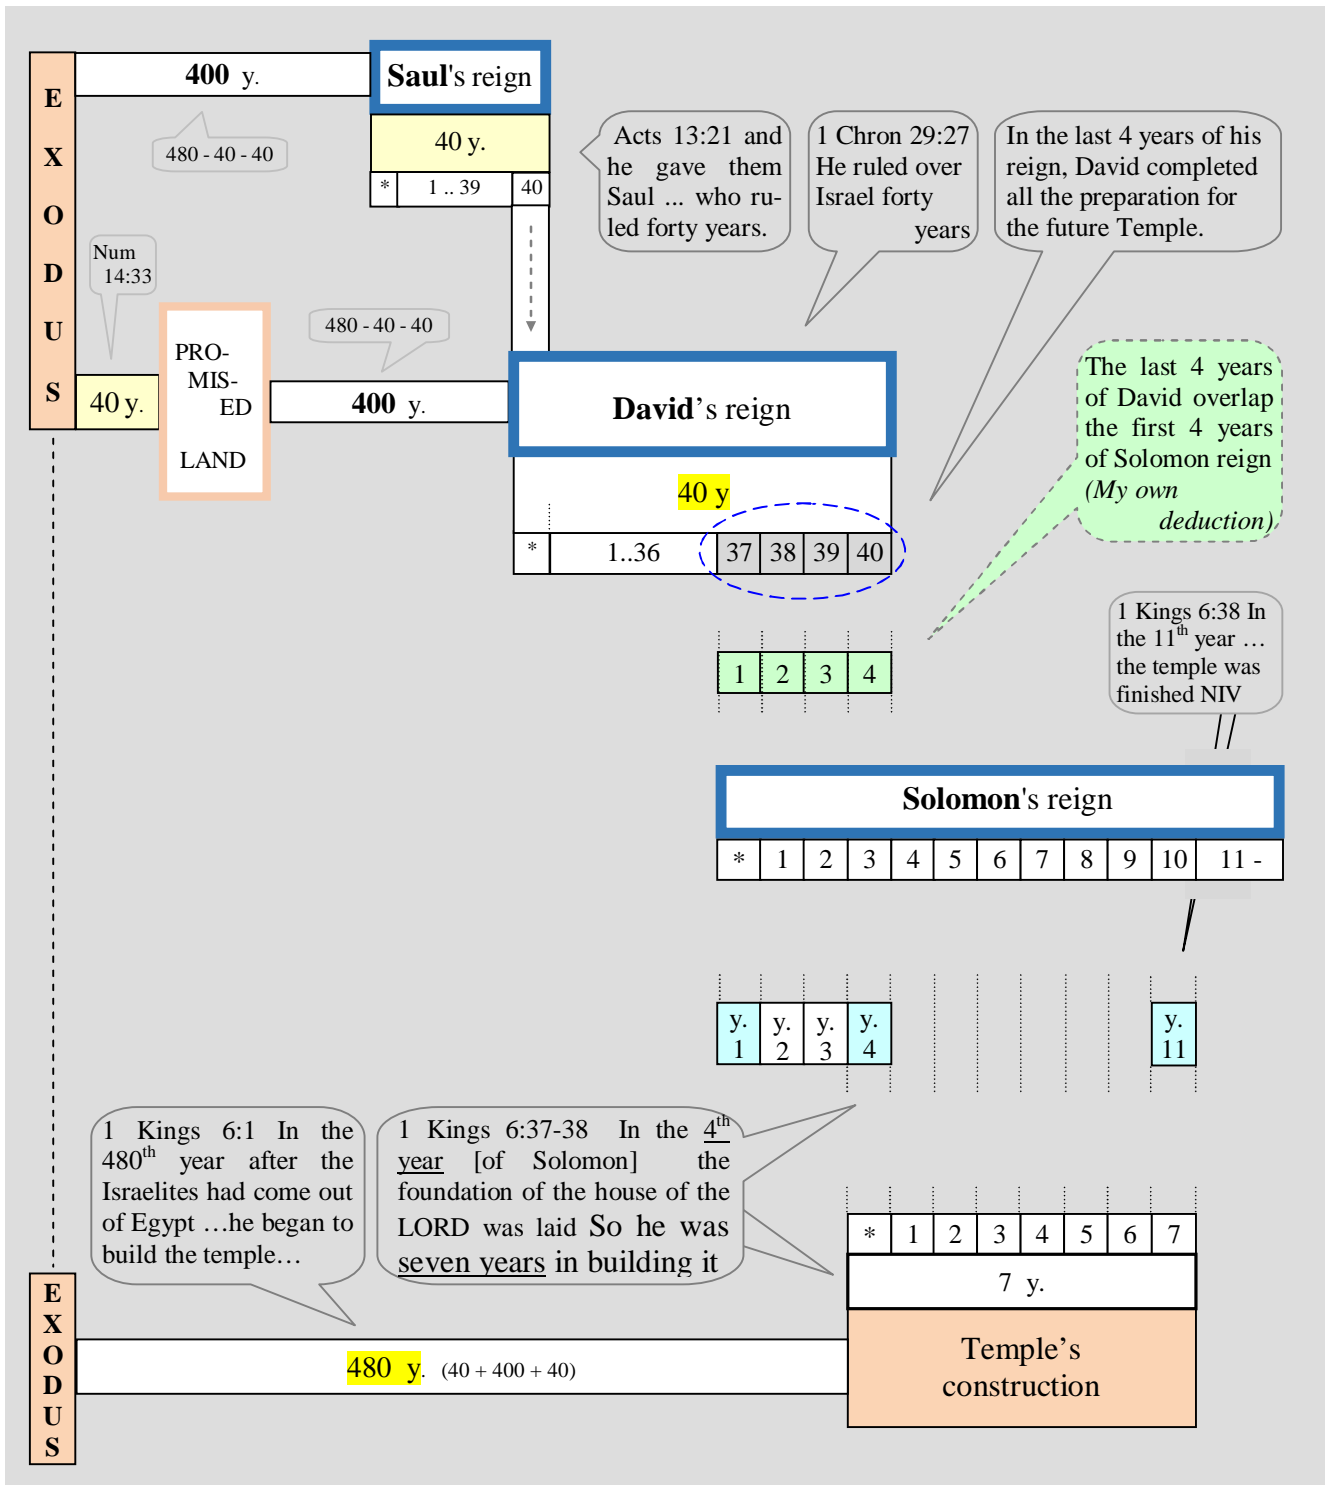 E
X
O
D
U
S
400 y.
Saul's reign
480 - 40 - 40
40 y.
* 1 .. 39 40
Acts 13:21 and
he gave them
Saul ... who ru-
led forty years.
1 Chron 29:27
He ruled over
Israel forty
years
In the last 4 years of his
reign, David completed
all the preparation for
the future Temple.
Num
14:33
40 y.
PRO-
MIS-
ED
LAND
480 - 40 - 40
400 y.
David's reign
40 y
* 1..36 37 38 39 40
The last 4 years
of David overlap
the first 4 years
of Solomon reign
(My own
deduction)
1 2 3 4
1 Kings 6:38 In
the 11th year …
the temple was
finished NIV
Solomon's reign
* 1 2 3 4 5 6 7 8 9 10 11 -
y. y. y. y. y.
1 2 3 4 11
1 Kings 6:1 In the
480th year after the
Israelites had come out
of Egypt …he began to
build the temple…
1 Kings 6:37-38 In the 4th
year [of Solomon] the
foundation of the house of the
LORD was laid So he was
seven years in building it
* 1 2 3 4 5 6 7
7 y.
Temple's
construction
E
X
O
D
U
S
480 y. (40 + 400 + 40)